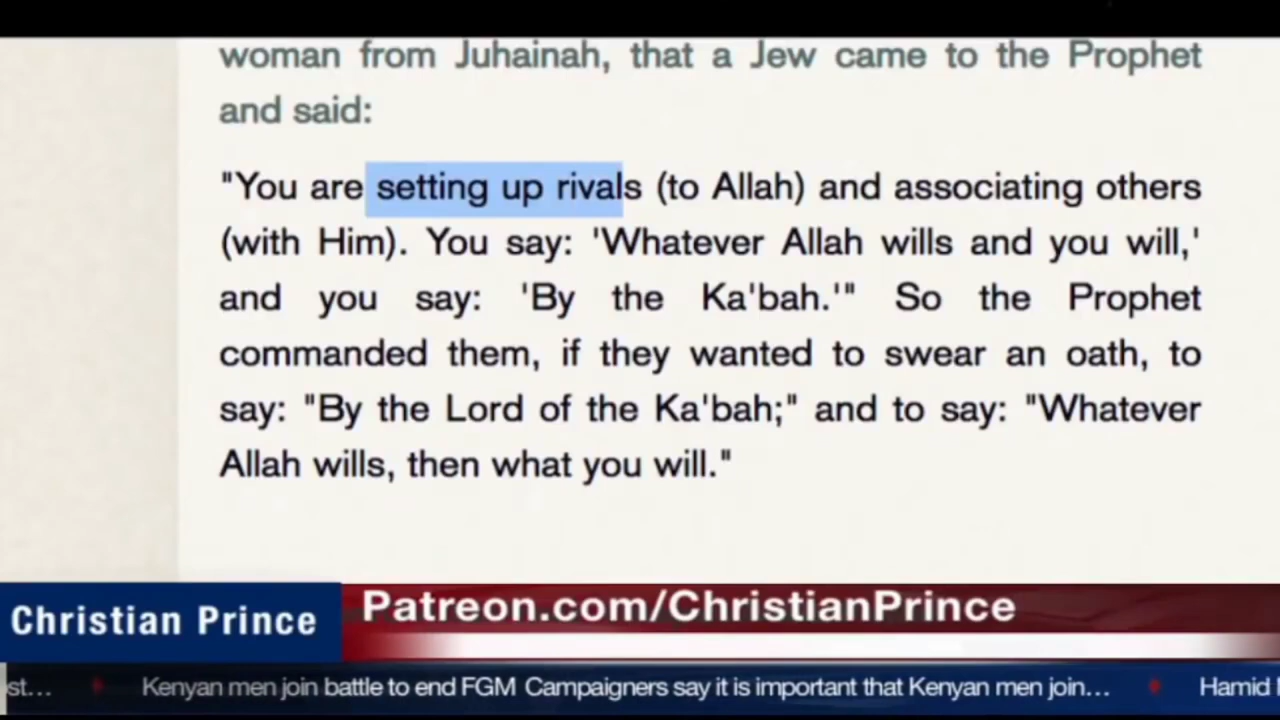 woman from Juhainah, that a Jew came to the Prophet
and said:
"You are setting up rivals (to Allah) and associating others
(with Him). You say: 'Whatever Allah wills and you will,'
and you say: 'By the Ka'bah.'" So the Prophet
commanded them, if they wanted to swear an oath, to
say: "By the Lord of the Ka'bah;" and to say: "Whatever
Allah wills, then what you will."
Christian Prince
Patreon.com/ChristianPrince
st... Kenyan men join battle to end FGM Campaigners say it is important that Kenyan men join... Hamid